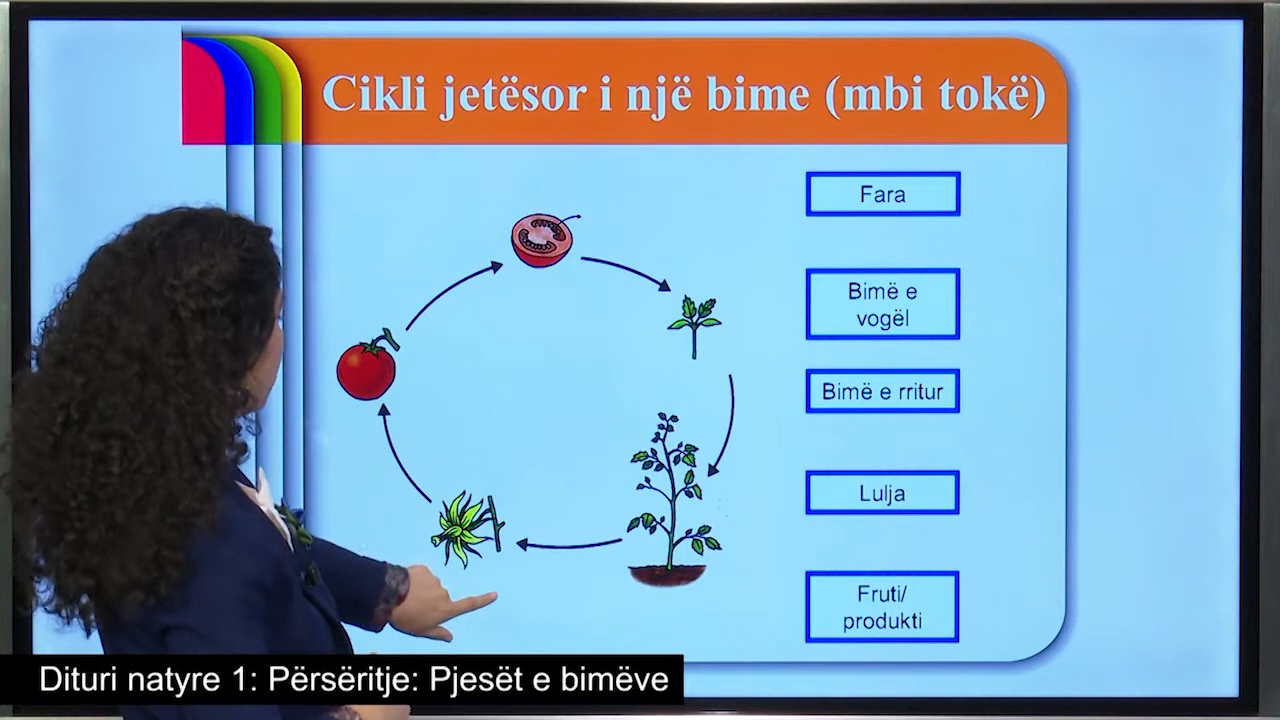 Cikli jetësor i një bime (mbi tokë)
Fara
Bimë e
vogël
Bimë e rritur
Lulja
Fruti/
produkti
Dituri natyre 1: Përsëritje: Pjesët e bimëve